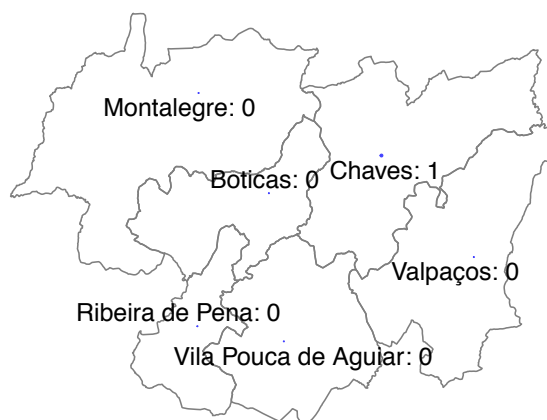 Montalegre: 0
Boticas: 0
Chaves: 1
Valpaços: 0
Ribeira de Pena: 0
Vila Pouca de Aguiar: 0